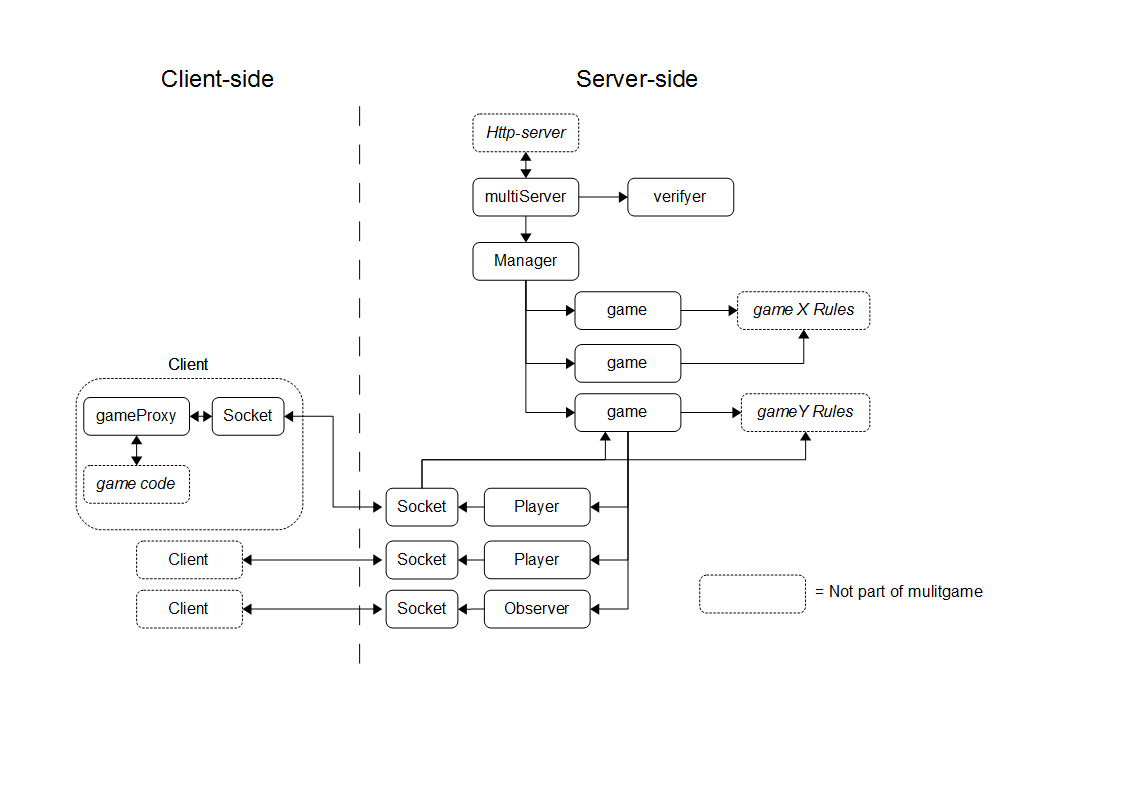 Client-side
Server-side
Http-server
multiServer
verifyer
Manager
game
game X Rules
game
Client
game
gameY Rules
gameProxy
Socket
game code
Socket
Player
Client
Socket
Player
Client
Socket
Observer
= Not part of mulitgame